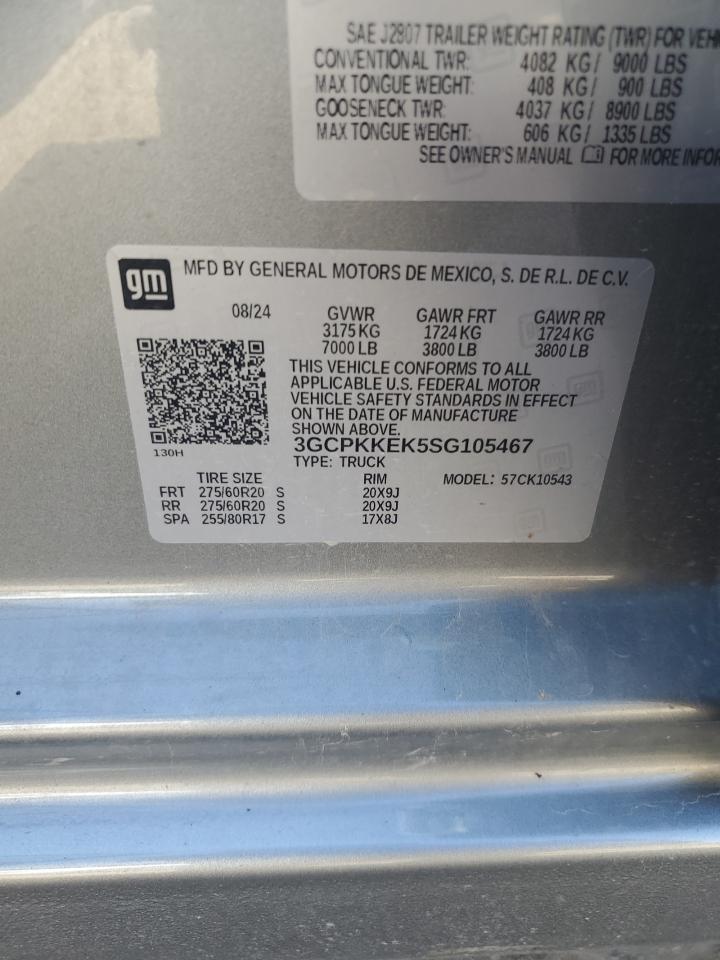 SAE J2807 TRAILER WEIGHT RATING (TWR) FOR
CONVENTIONAL TWR: 4082 KG/ 9000 LBS
MAX TONGUE WEIGHT: 408 KG/ 900 LBS
GOOSENECK TWR: 4037 KG/ 8900 LBS
MAX TONGUE WEIGHT: 606 KG/ 1335 LBS
SEE OWNER'S MANUAL FOR MORE
gm MFD BY GENERAL MOTORS DE MEXICO, S. DE R.L. DE C.V.
08/24 GVWR GAWR FRT GAWR RR
3175 KG 1724 KG 1724 KG
7000 LB 3800 LB 3800 LB
THIS VEHICLE CONFORMS TO ALL
APPLICABLE U.S. FEDERAL MOTOR
VEHICLE SAFETY STANDARDS IN EFFECT
ON THE DATE OF MANUFACTURE
SHOWN ABOVE.
3GCPKKEK5SG105467
130H
TYPE: TRUCK
TIRE SIZE RIM MODEL: 57CK10543
FRT 275/60R20 S 20X9J
RR 275/60R20 S 20X9J
SPA 255/80R17 S 17X8J